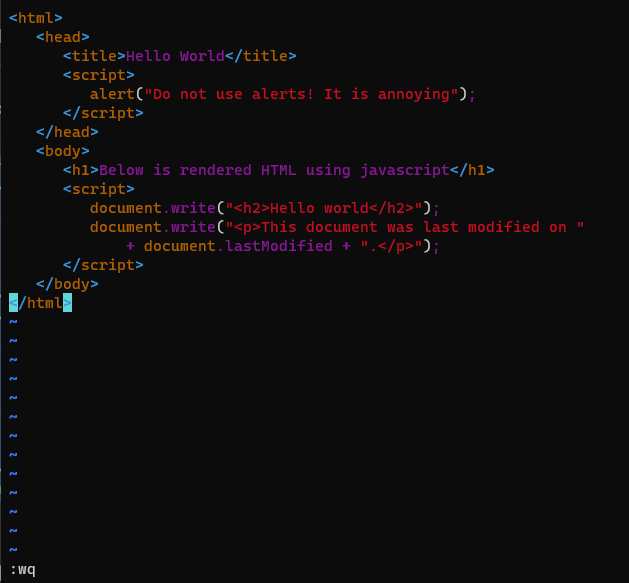 <html>
   <head>
      <title>Hello World</title>
      <script>
         alert("Do not use alerts! It is annoying");
      </script>
   </head>
   <body>
      <h1>Below is rendered HTML using javascript</h1>
      <script>
         document.write("<h2>Hello world</h2>");
         document.write("<p>This document was last modified on "
             + document.lastModified + ".</p>");
      </script>
   </body>
</html>
~
~
~
~
~
~
~
~
~
~
~
~
~
:wq